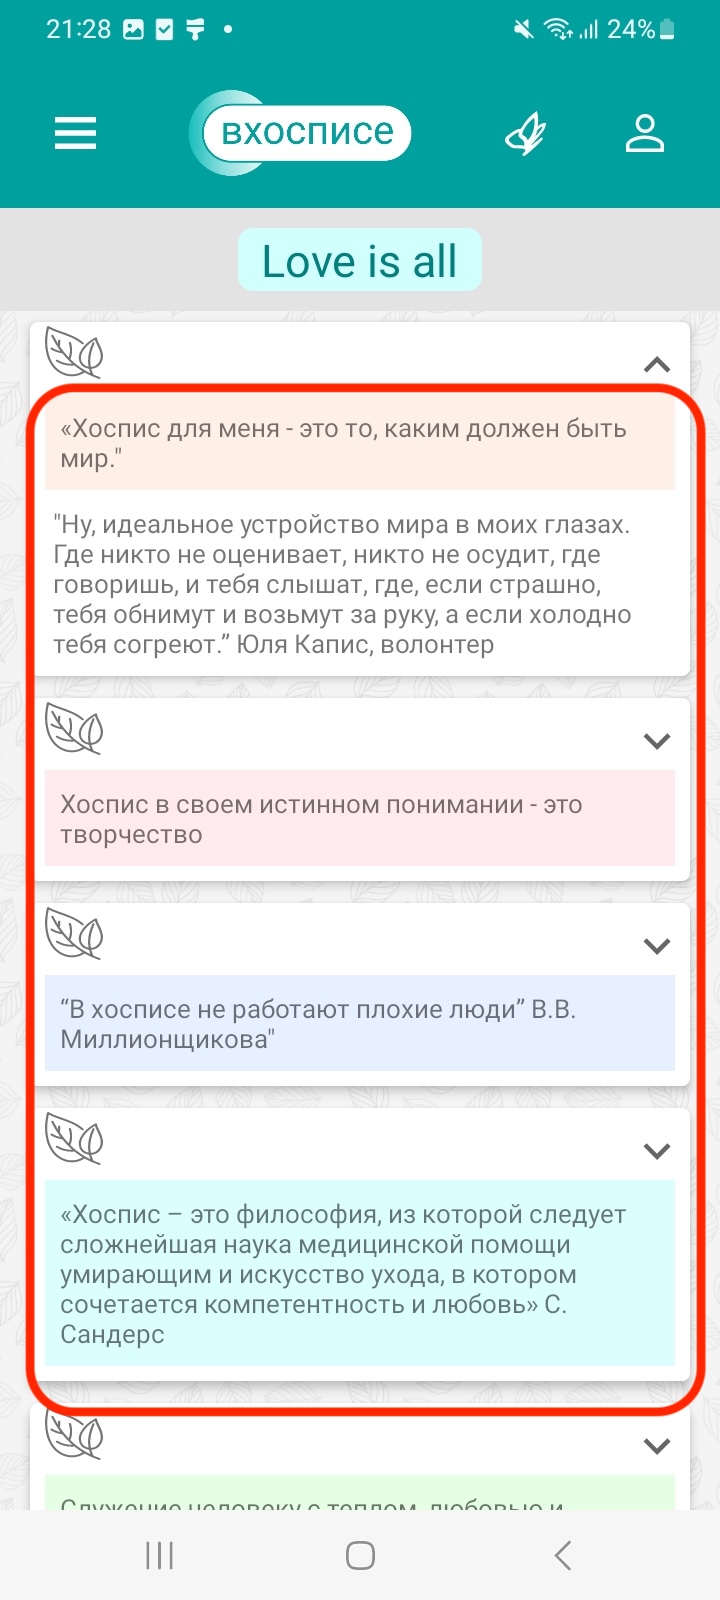 21:28
24%
вхосписе
Love is all
«Хоспис для меня - это то, каким должен быть
мир."
"Ну, идеальное устройство мира в моих глазах.
Где никто не оценивает, никто не осудит, где
говоришь, и тебя слышат, где, если страшно,
тебя обнимут и возьмут за руку, а если холодно
тебя согреют.” Юля Капис, волонтер
Хоспис в своем истинном понимании - это
творчество
“В хосписе не работают плохие люди” В.В.
Миллионщикова"
«Хоспис – это философия, из которой следует
сложнейшая наука медицинской помощи
умирающим и искусство ухода, в котором
сочетается компетентность и любовь» С.
Сандерс
Служение человеку с теплом, любовью и